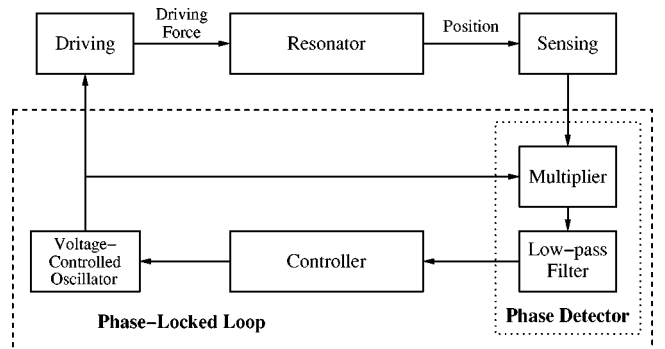 Driving
Driving
Force
Resonator
Position
Sensing
Multiplier
Voltage-
Controlled
Oscillator
Controller
Low-pass
Filter
Phase-Locked Loop
Phase Detector